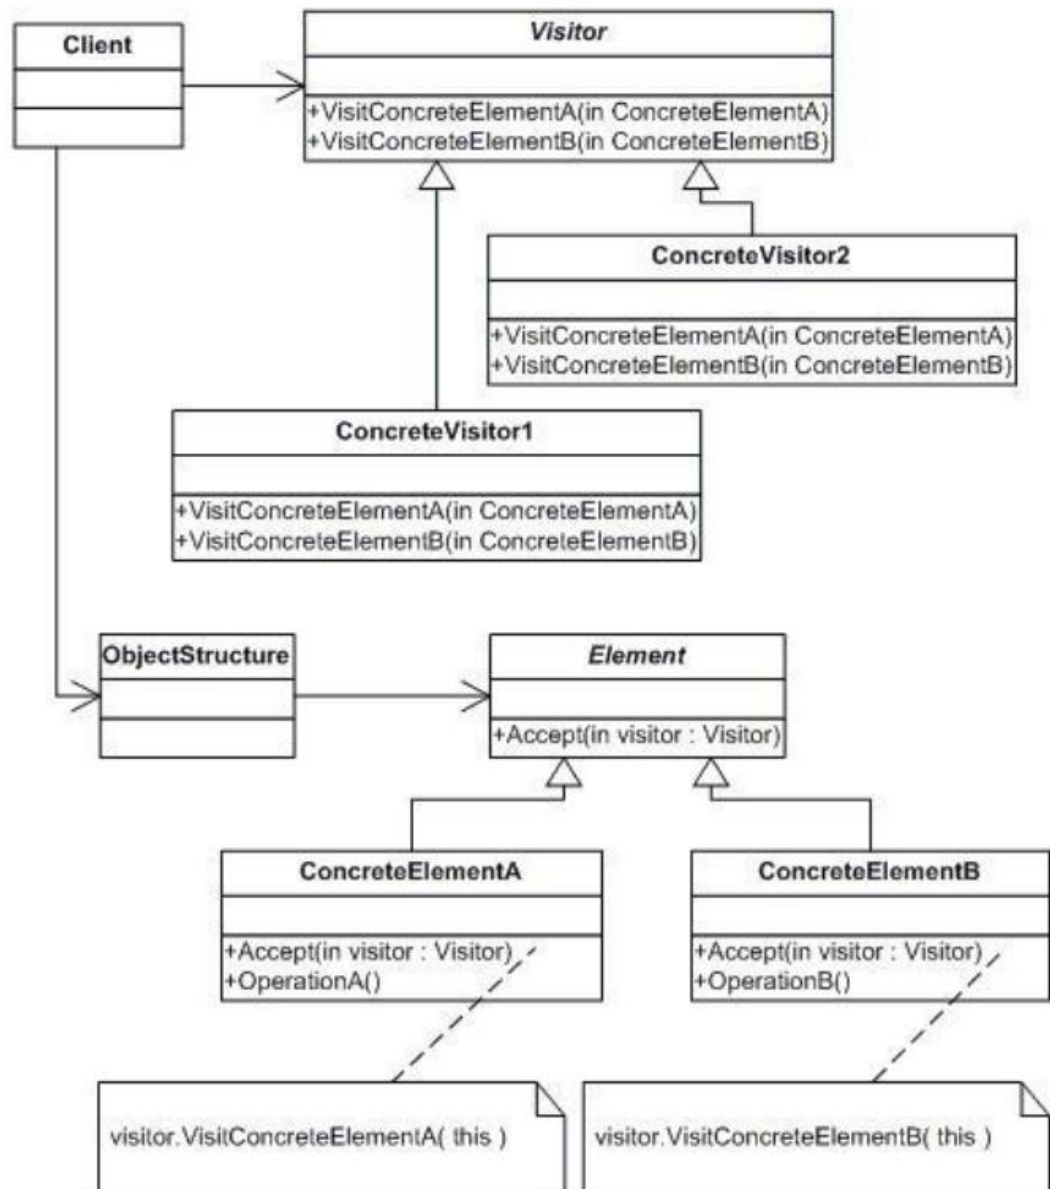 Client
Visitor
+VisitConcreteElementA(in ConcreteElementA)
+VisitConcreteElementB(in ConcreteElementB)
ConcreteVisitor2
+VisitConcreteElementA(in ConcreteElementA)
+VisitConcreteElementB(in ConcreteElementB)
ConcreteVisitor1
+VisitConcreteElementA(in ConcreteElementA)
+VisitConcreteElementB(in ConcreteElementB)
ObjectStructure
Element
+Accept(in visitor : Visitor)
ConcreteElementA
+Accept(in visitor : Visitor)
+OperationA()
ConcreteElementB
+Accept(in visitor : Visitor)
+OperationB()
visitor.VisitConcreteElementA( this )
visitor.VisitConcreteElementB( this )